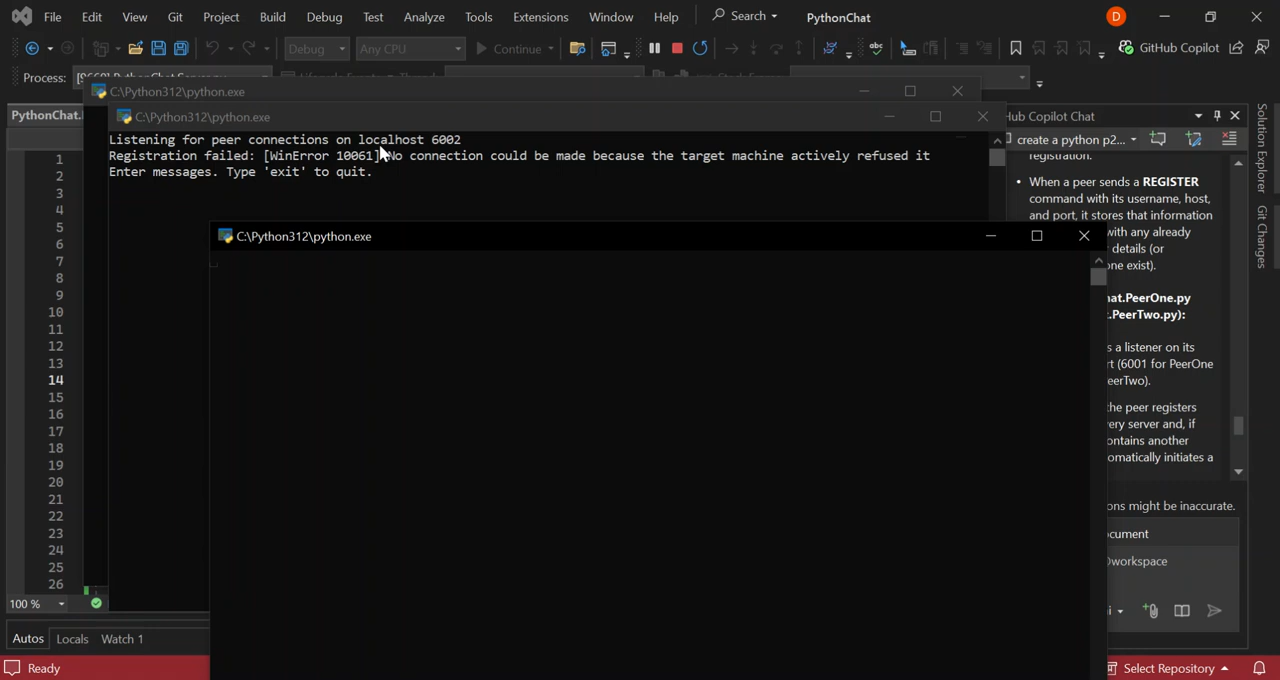 File Edit View Git Project Build Debug Test Analyze Tools Extensions Window Help Search PythonChat D
Debug Any CPU Continue GitHub Copilot
Process:
C:\Python312\python.exe
PythonChat.
C:\Python312\python.exe
Hub Copilot Chat
Listening for peer connections on localhost 6002
Registration failed: [WinError 10061] No connection could be made because the target machine actively refused it
Enter messages. Type 'exit' to quit.
C:\Python312\python.exe
create a python p2...
registration.
• When a peer sends a REGISTER
command with its username, host,
and port, it stores that information
with any already
details (or
one exist).
at.PeerOne.py
.PeerTwo.py):
s a listener on its
rt (6001 for PeerOne
eerTwo).
the peer registers
ery server and, if
ontains another
omatically initiates a
ons might be inaccurate.
cument
workspace
1
2
3
4
5
6
7
8
9
10
11
12
13
14
15
16
17
18
19
20
21
22
23
24
25
26
100 %
Autos Locals Watch 1
Ready
Select Repository
Solution Explorer
Git Changes